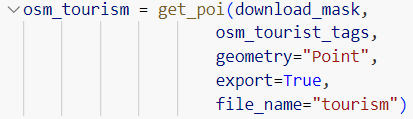 osm_tourism = get_poi(download_mask,
osm_tourist_tags,
geometry="Point",
export=True,
file_name="tourism")